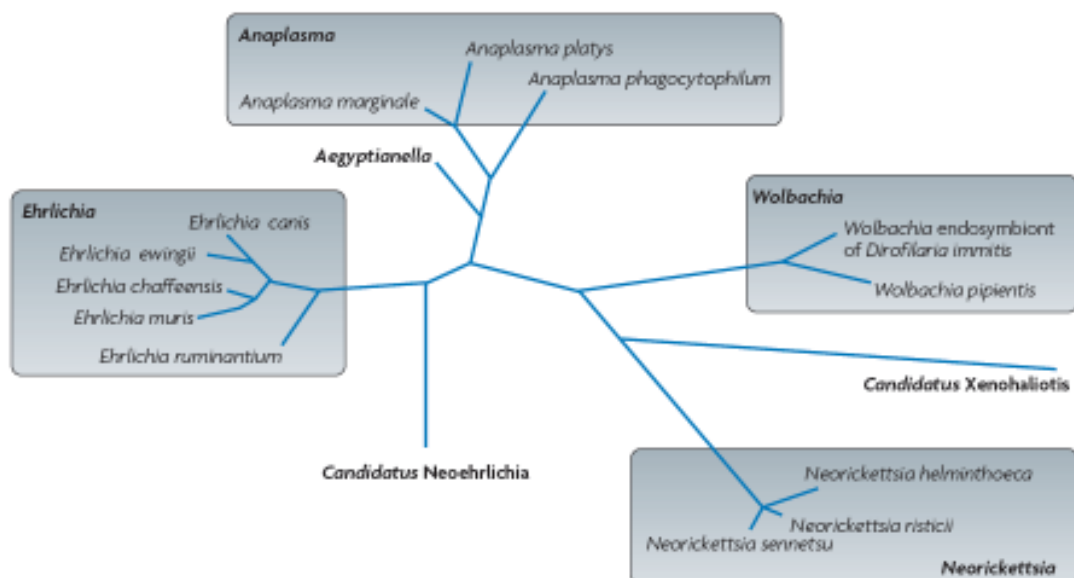 Anaplasma
Anaplasma platys
Anaplasma phagocytophilum
Anaplasma marginale
Aegyptianella
Ehrlichia
Ehrlichia canis
Ehrlichia ewingii
Ehrlichia chaffeensis
Ehrlichia muris
Ehrlichia ruminantium
Wolbachia
Wolbachia endosymbiont
of Dirofilaria immitis
Wolbachia pipientis
Candidatus Xenohaliotis
Candidatus Neoehrlichia
Neorickettsia helminthoeca
Neorickettsia risticii
Neorickettsia sennetsu
Neorickettsia